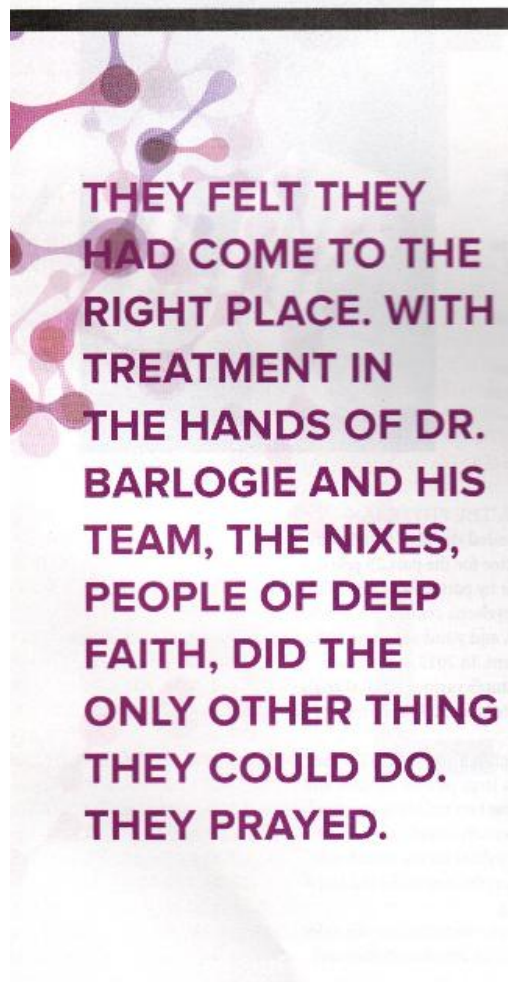 THEY FELT THEY
HAD COME TO THE
RIGHT PLACE. WITH
TREATMENT IN
THE HANDS OF DR.
BARLOGIE AND HIS
TEAM, THE NIXES,
PEOPLE OF DEEP
FAITH, DID THE
ONLY OTHER THING
THEY COULD DO.
THEY PRAYED.